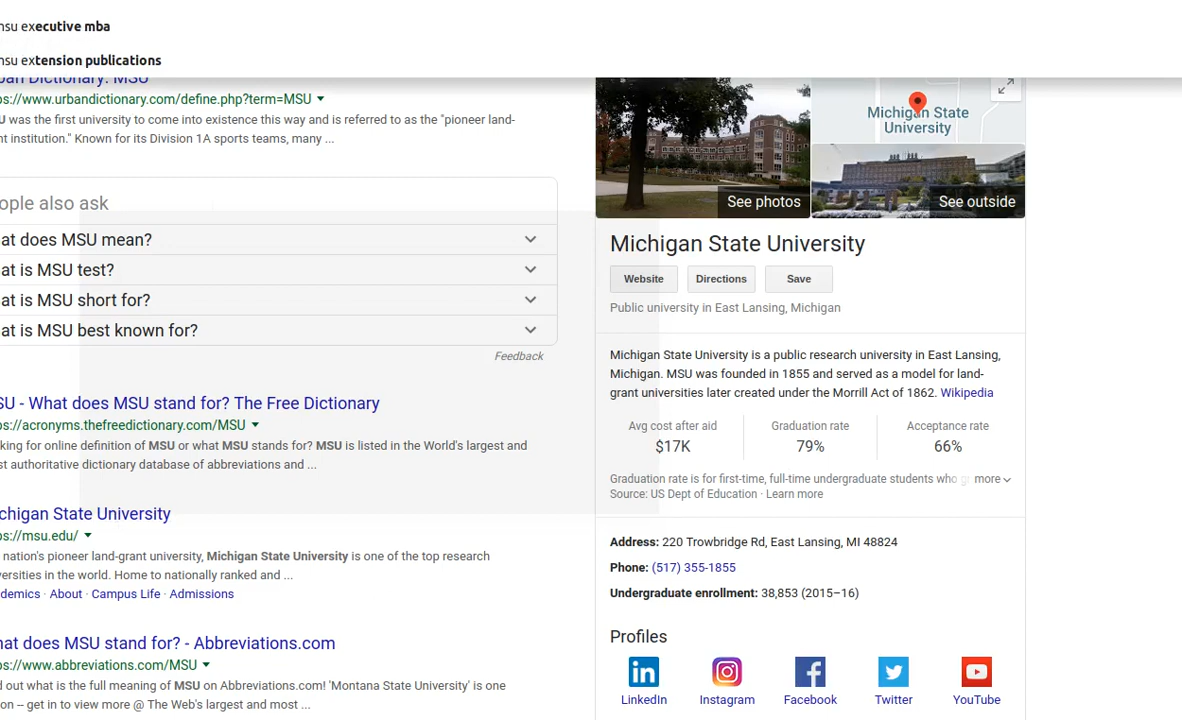 msu executive mba
msu extension publications
ban Dictionary: MSU
ps://www.urbandictionary.com/define.php?term=MSU
U was the first university to come into existence this way and is referred to as the "pioneer land-
nt institution." Known for its Division 1A sports teams, many ...
ople also ask
at does MSU mean?
at is MSU test?
at is MSU short for?
at is MSU best known for?
Feedback
SU - What does MSU stand for? The Free Dictionary
ps://acronyms.thefreedictionary.com/MSU
king for online definition of MSU or what MSU stands for? MSU is listed in the World's largest and
st authoritative dictionary database of abbreviations and ...
chigan State University
ps://msu.edu/
nation's pioneer land-grant university, Michigan State University is one of the top research
versities in the world. Home to nationally ranked and ...
demics · About · Campus Life · Admissions
hat does MSU stand for? - Abbreviations.com
ps://www.abbreviations.com/MSU
d out what is the full meaning of MSU on Abbreviations.com! 'Montana State University' is one
on -- get in to view more @ The Web's largest and most ...
Michigan State
University
See photos
See outside
Michigan State University
Website Directions Save
Public university in East Lansing, Michigan
Michigan State University is a public research university in East Lansing,
Michigan. MSU was founded in 1855 and served as a model for land-
grant universities later created under the Morrill Act of 1862. Wikipedia
Avg cost after aid Graduation rate Acceptance rate
$17K 79% 66%
Graduation rate is for first-time, full-time undergraduate students who gr more
Source: US Dept of Education · Learn more
Address: 220 Trowbridge Rd, East Lansing, MI 48824
Phone: (517) 355-1855
Undergraduate enrollment: 38,853 (2015–16)
Profiles
LinkedIn Instagram Facebook Twitter YouTube